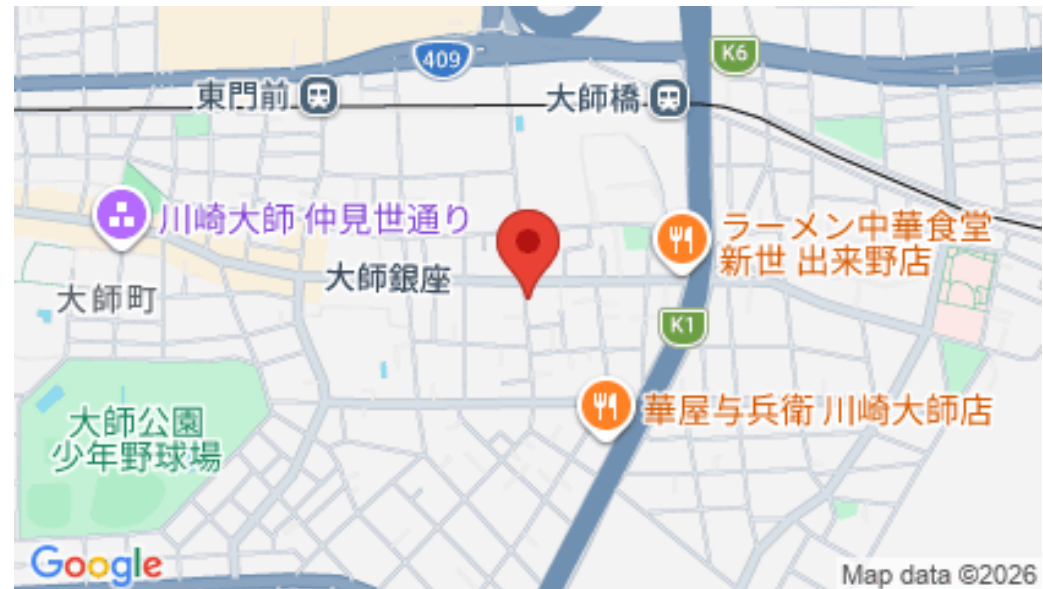 409
K6
東門前
大師橋
川崎大師 仲見世通り
ラーメン中華食堂
新世 出来野店
大師銀座
大師町
K1
大師公園
少年野球場
華屋与兵衛 川崎大師店
Google
Map data ©2026